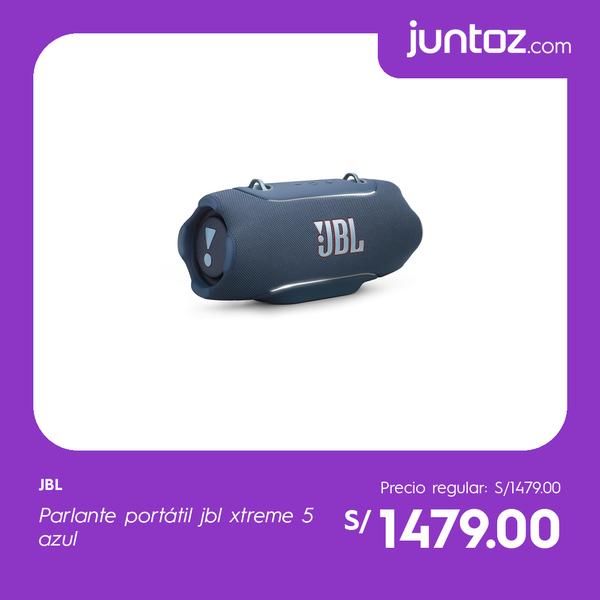 juntoz.com
JBL
JBL
Parlante portátil jbl xtreme 5
azul
Precio regular: S/1479.00
S/1479.00